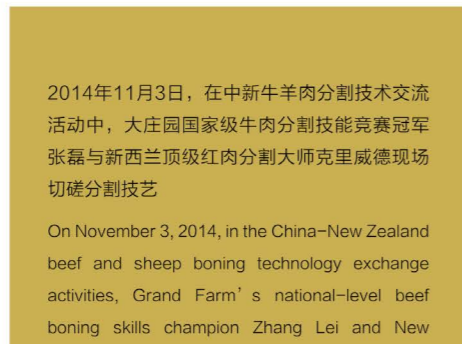 2014年11月3日，在中新牛羊肉分割技术交流
活动中，大庄园国家级牛肉分割技能竞赛冠军
张磊与新西兰顶级红肉分割大师克里威德现场
切磋分割技艺
On November 3, 2014, in the China-New Zealand
beef and sheep boning technology exchange
activities, Grand Farm’s national-level beef
boning skills champion Zhang Lei and New